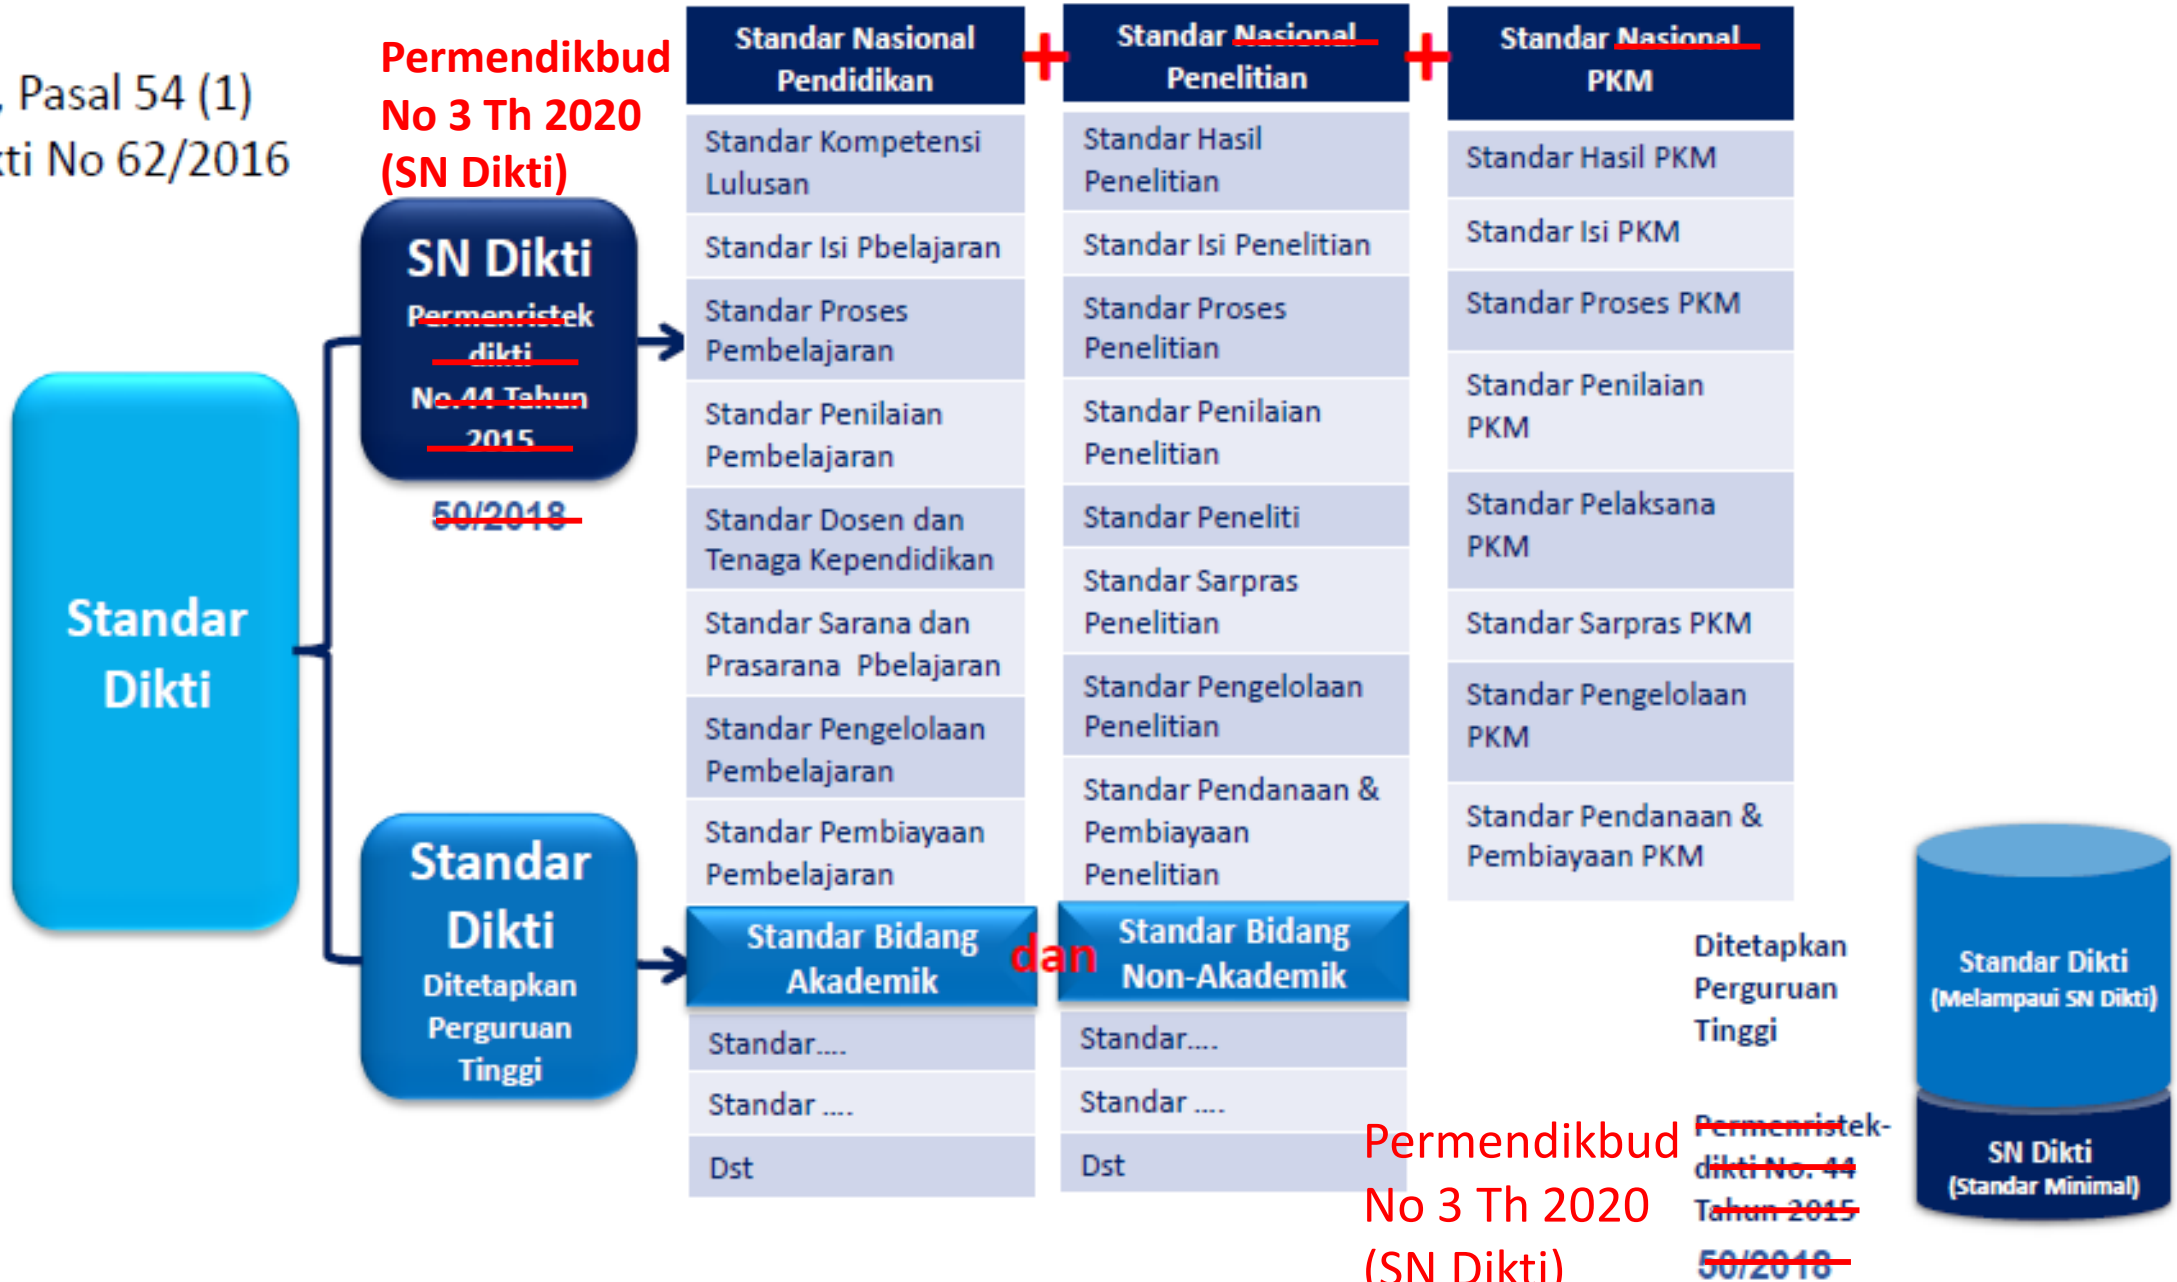 , Pasal 54 (1)
kti No 62/2016
Permendikbud
No 3 Th 2020
(SN Dikti)
SN Dikti
Permenristek
dikti
No.44 Tahun
2015
50/2018
Standar
Dikti
Standar
Dikti
Ditetapkan
Perguruan
Tinggi
Standar Nasional
Pendidikan
Standar Kompetensi
Lulusan
Standar Isi Pbelajaran
Standar Proses
Pembelajaran
Standar Penilaian
Pembelajaran
Standar Dosen dan
Tenaga Kependidikan
Standar Sarana dan
Prasarana Pbelajaran
Standar Pengelolaan
Pembelajaran
Standar Pembiayaan
Pembelajaran
+
Standar Nasional
Penelitian
Standar Hasil
Penelitian
Standar Isi Penelitian
Standar Proses
Penelitian
Standar Penilaian
Penelitian
Standar Peneliti
Standar Sarpras
Penelitian
Standar Pengelolaan
Penelitian
Standar Pendanaan &
Pembiayaan
Penelitian
+
Standar Nasional
PKM
Standar Hasil PKM
Standar Isi PKM
Standar Proses PKM
Standar Penilaian
PKM
Standar Pelaksana
PKM
Standar Sarpras PKM
Standar Pengelolaan
PKM
Standar Pendanaan &
Pembiayaan PKM
Standar Bidang
Akademik
Standar....
Standar ....
Dst
dan
Standar Bidang
Non-Akademik
Standar....
Standar ....
Dst
Ditetapkan
Perguruan
Tinggi
Permendikbud
No 3 Th 2020
(SN Dikti)
Permenristek-
dikti No. 44
Tahun 2015
50/2018
Standar Dikti
(Melampaui SN Dikti)
SN Dikti
(Standar Minimal)